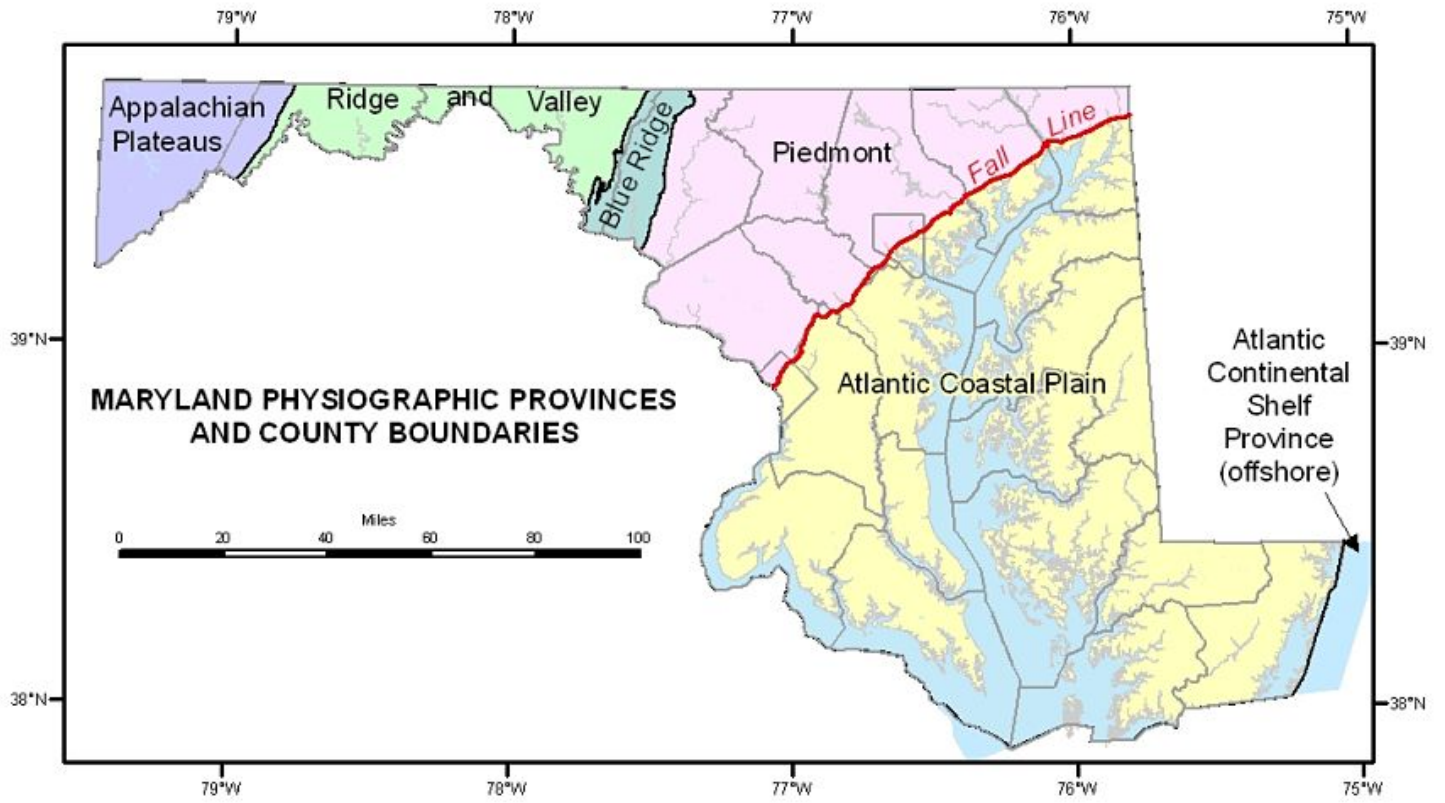 79°W 78°W 77°W 76°W 75°W
Appalachian
Plateaus
Ridge and Valley
Blue Ridge
Piedmont
Fall Line
39°N 39°N
Atlantic
Continental
Shelf
Province
(offshore)
Atlantic Coastal Plain
MARYLAND PHYSIOGRAPHIC PROVINCES
AND COUNTY BOUNDARIES
Miles
0 20 40 60 80 100
38°N 38°N
79°W 78°W 77°W 76°W 75°W